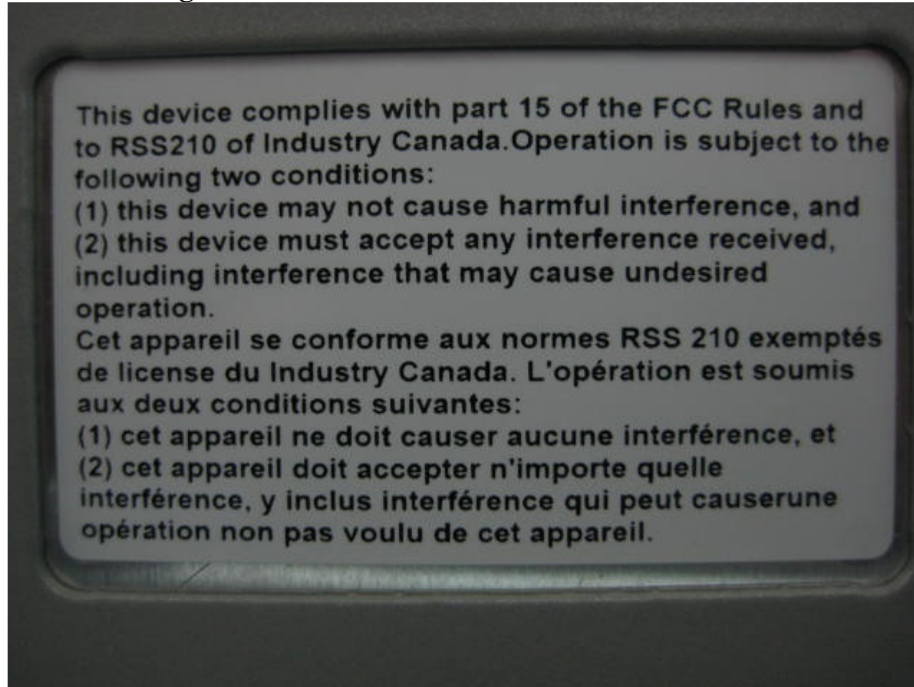 This device complies with part 15 of the FCC Rules and
to RSS210 of Industry Canada.Operation is subject to the
following two conditions:
(1) this device may not cause harmful interference, and
(2) this device must accept any interference received,
including interference that may cause undesired
operation.
Cet appareil se conforme aux normes RSS 210 exemptés
de license du Industry Canada. L'opération est soumis
aux deux conditions suivantes:
(1) cet appareil ne doit causer aucune interférence, et
(2) cet appareil doit accepter n'importe quelle
interférence, y inclus interférence qui peut causerune
opération non pas voulu de cet appareil.